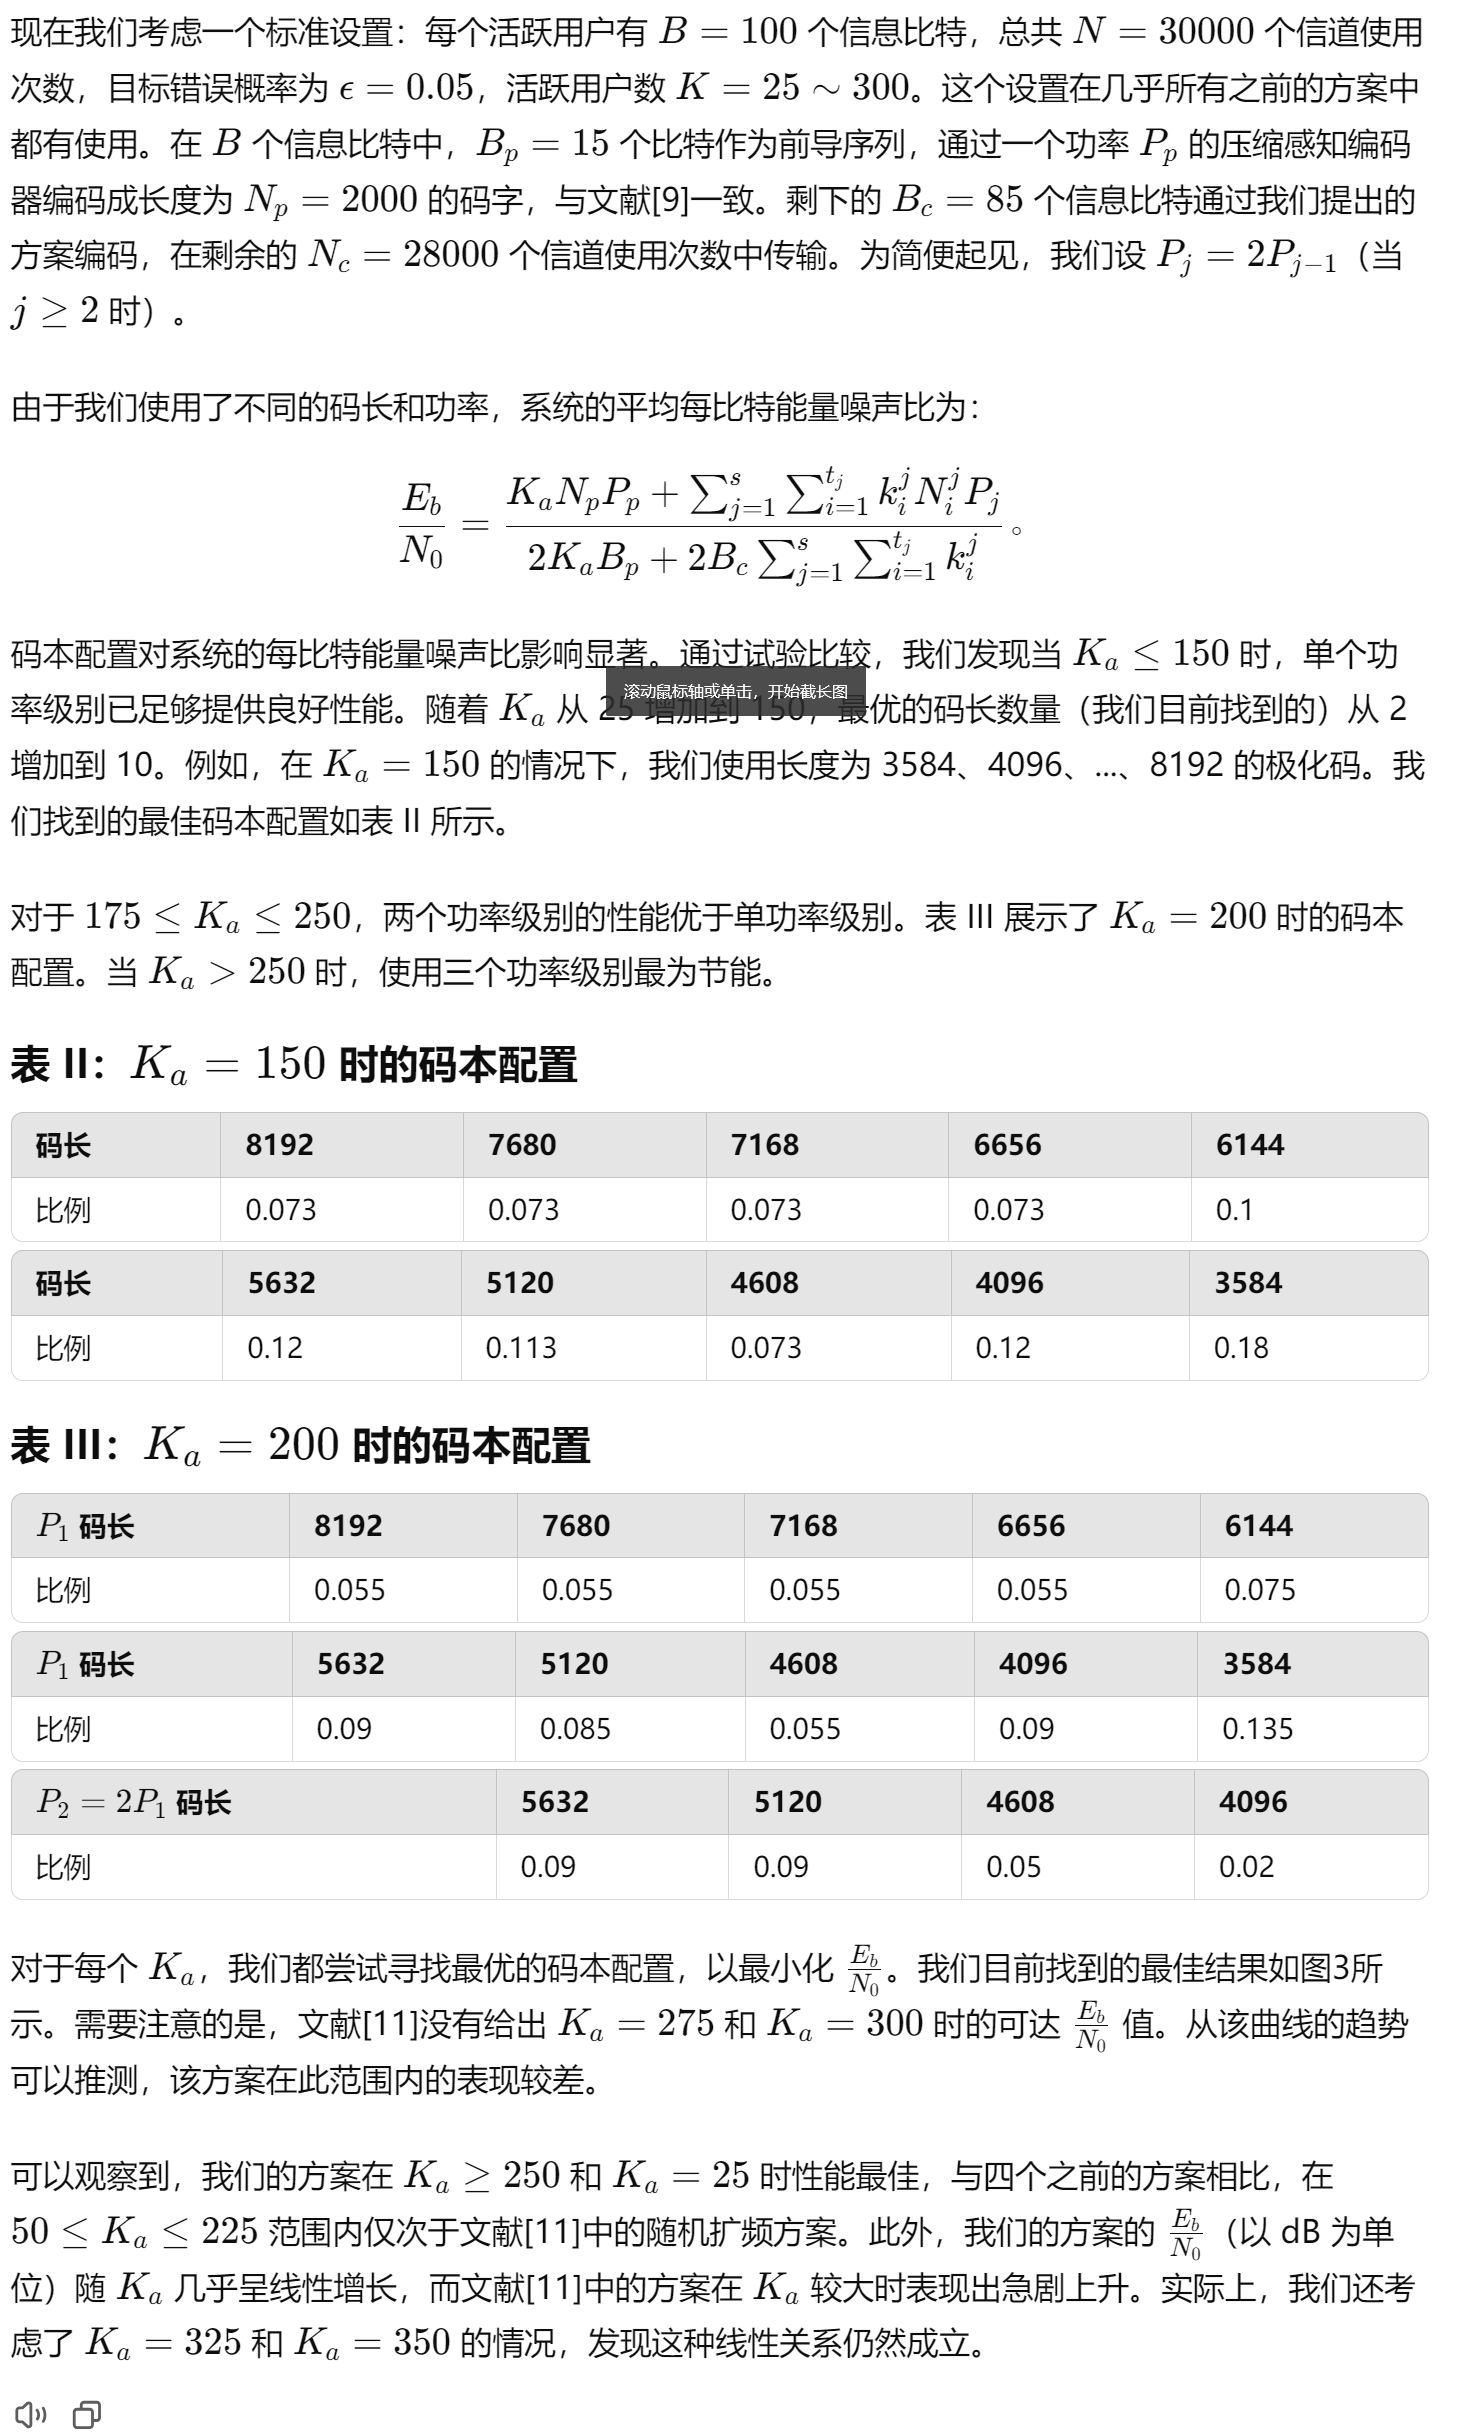 现在我们考虑一个标准设置：每个活跃用户有 B = 100 个信息比特，总共 N = 30000 个信道使用
次数，目标错误概率为 ϵ = 0.05，活跃用户数 K = 25 ∼ 300。这个设置在几乎所有之前的方案中
都有使用。在 B 个信息比特中，B_p = 15 个比特作为前导序列，通过一个功率 P_p 的压缩感知编码
器编码成长度为 N_p = 2000 的码字，与文献[9]一致。剩下的 B_c = 85 个信息比特通过我们提出的
方案编码，在剩余的 N_c = 28000 个信道使用次数中传输。为简便起见，我们设 P_j = 2P_{j−1}（当
j ≥ 2 时）。
由于我们使用了不同的码长和功率，系统的平均每比特能量噪声比为：
\frac{E_b}{N_0} = \frac{K_a N_p P_p + \sum_{j=1}^{s} \sum_{i=1}^{t_j} k_i^j N_i^j P_j}{2K_a B_p + 2B_c \sum_{j=1}^{s} \sum_{i=1}^{t_j} k_i^j}。
码本配置对系统的每比特能量噪声比影响显著。通过试验比较，我们发现当 K_a ≤ 150 时，单个功
滚动鼠标轴或单击，开始截长图
率级别已足够提供良好性能。随着 K_a 从 25 增加到 150，最优的码长数量（我们目前找到的）从 2
增加到 10。例如，在 K_a = 150 的情况下，我们使用长度为 3584、4096、...、8192 的极化码。我
们找到的最佳码本配置如表 II 所示。
对于 175 ≤ K_a ≤ 250，两个功率级别的性能优于单功率级别。表 III 展示了 K_a = 200 时的码本
配置。当 K_a > 250 时，使用三个功率级别最为节能。
表 II：K_a = 150 时的码本配置
码长 8192 7680 7168 6656 6144
比例 0.073 0.073 0.073 0.073 0.1
码长 5632 5120 4608 4096 3584
比例 0.12 0.113 0.073 0.12 0.18
表 III：K_a = 200 时的码本配置
P_1 码长 8192 7680 7168 6656 6144
比例 0.055 0.055 0.055 0.055 0.075
P_1 码长 5632 5120 4608 4096 3584
比例 0.09 0.085 0.055 0.09 0.135
P_2 = 2P_1 码长 5632 5120 4608 4096
比例 0.09 0.09 0.05 0.02
对于每个 K_a，我们都尝试寻找最优的码本配置，以最小化 \frac{E_b}{N_0}。我们目前找到的最佳结果如图3所
示。需要注意的是，文献[11]没有给出 K_a = 275 和 K_a = 300 时的可达 \frac{E_b}{N_0} 值。从该曲线的趋势
可以推测，该方案在此范围内的表现较差。
可以观察到，我们的方案在 K_a ≥ 250 和 K_a = 25 时性能最佳，与四个之前的方案相比，在
50 ≤ K_a ≤ 225 范围内仅次于文献[11]中的随机扩频方案。此外，我们的方案的 \frac{E_b}{N_0}（以 dB 为单
位）随 K_a 几乎呈线性增长，而文献[11]中的方案在 K_a 较大时表现出急剧上升。实际上，我们还考
虑了 K_a = 325 和 K_a = 350 的情况，发现这种线性关系仍然成立。